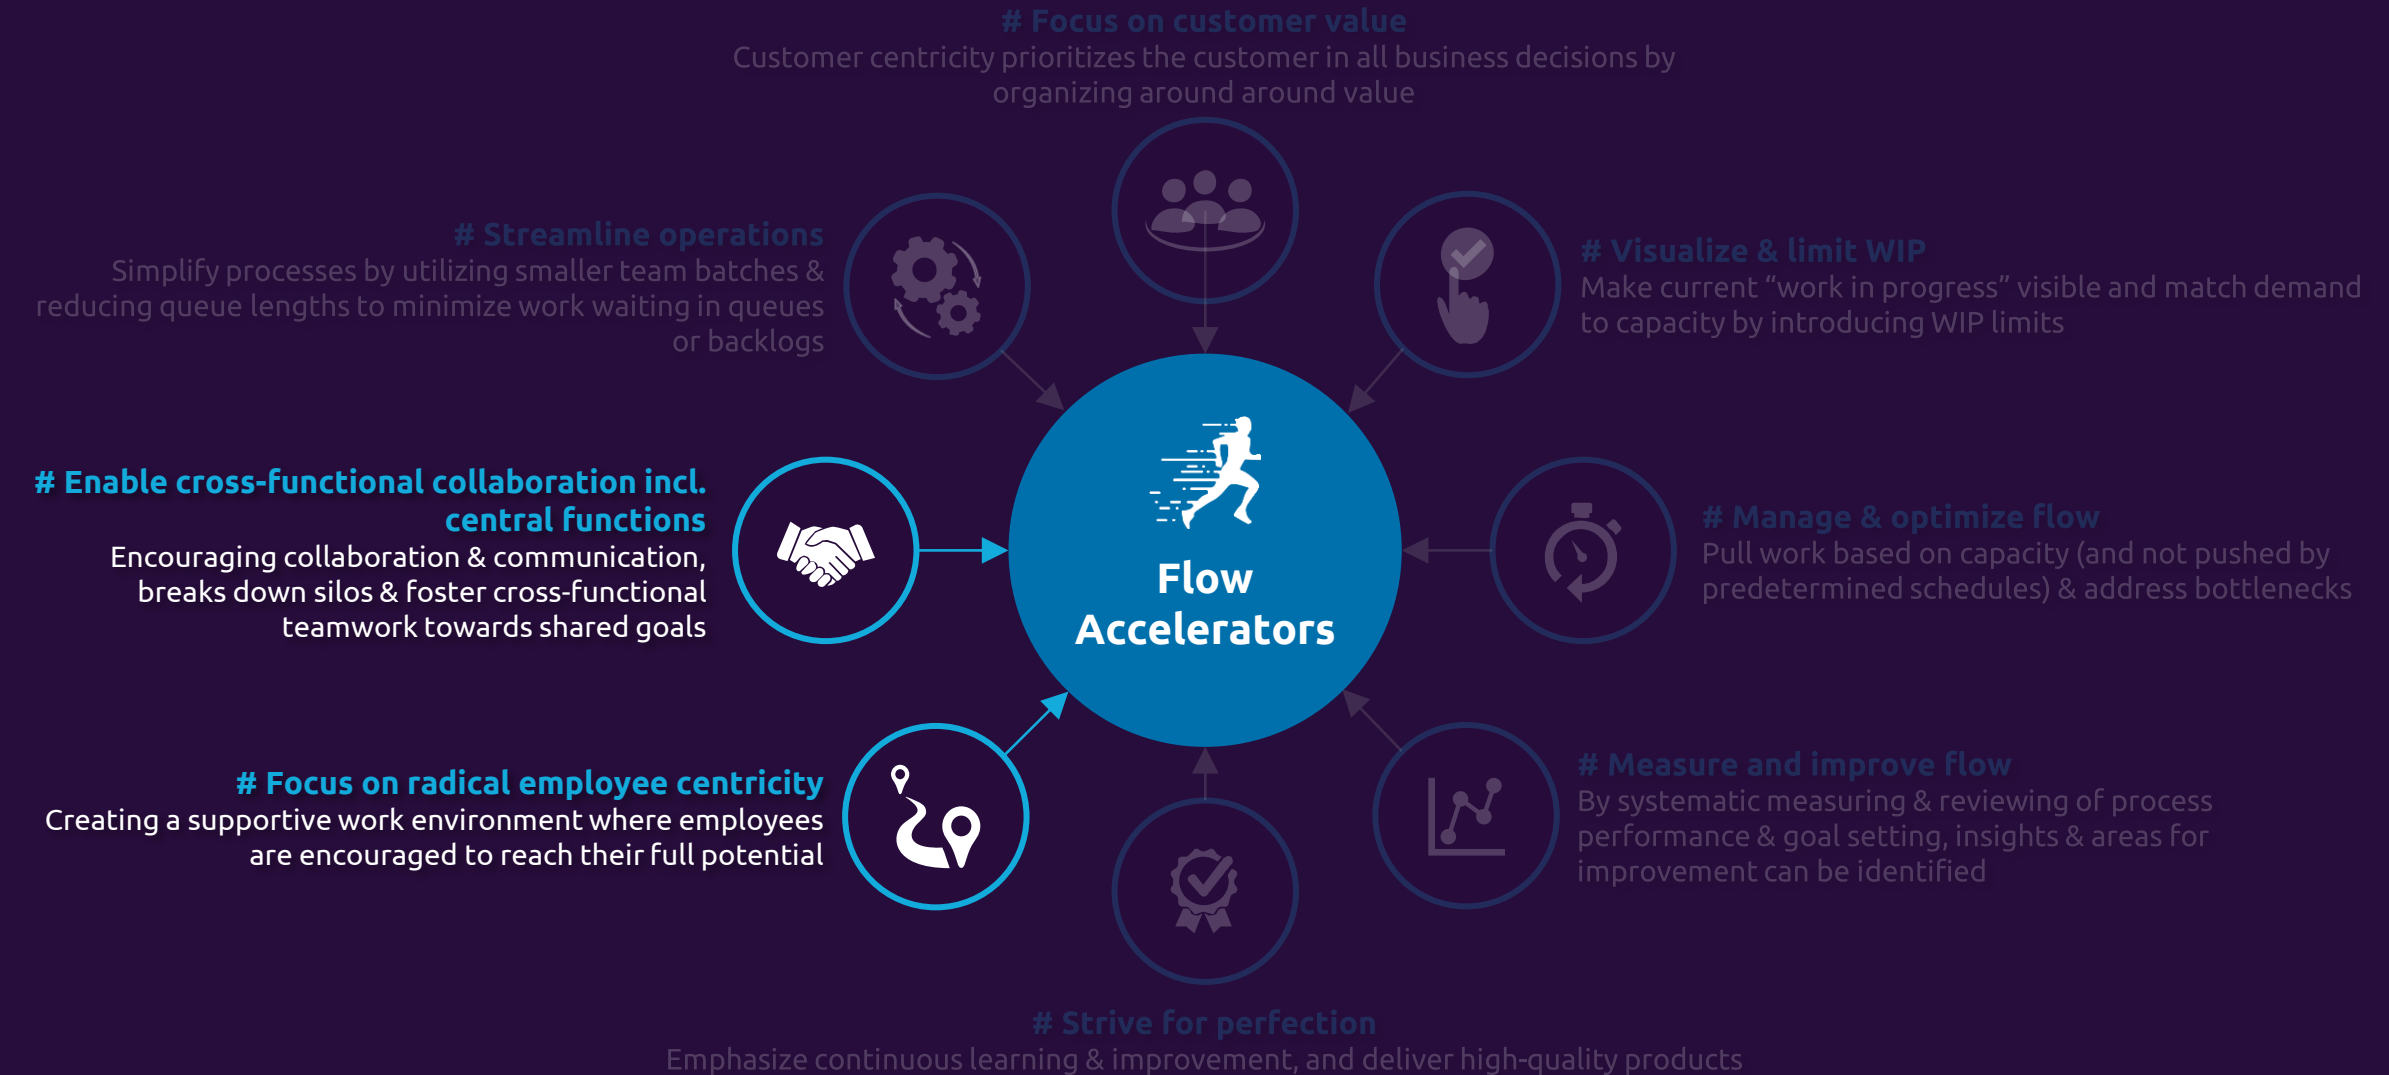 # Focus on customer value
Customer centricity prioritizes the customer in all business decisions by
organizing around around value
# Streamline operations
Simplify processes by utilizing smaller team batches &
reducing queue lengths to minimize work waiting in queues
or backlogs
# Visualize & limit WIP
Make current “work in progress” visible and match demand
to capacity by introducing WIP limits
# Enable cross-functional collaboration incl.
central functions
Encouraging collaboration & communication,
breaks down silos & foster cross-functional
teamwork towards shared goals
Flow
Accelerators
# Manage & optimize flow
Pull work based on capacity (and not pushed by
predetermined schedules) & address bottlenecks
# Focus on radical employee centricity
Creating a supportive work environment where employees
are encouraged to reach their full potential
# Measure and improve flow
By systematic measuring & reviewing of process
performance & goal setting, insights & areas for
improvement can be identified
# Strive for perfection
Emphasize continuous learning & improvement, and deliver high-quality products